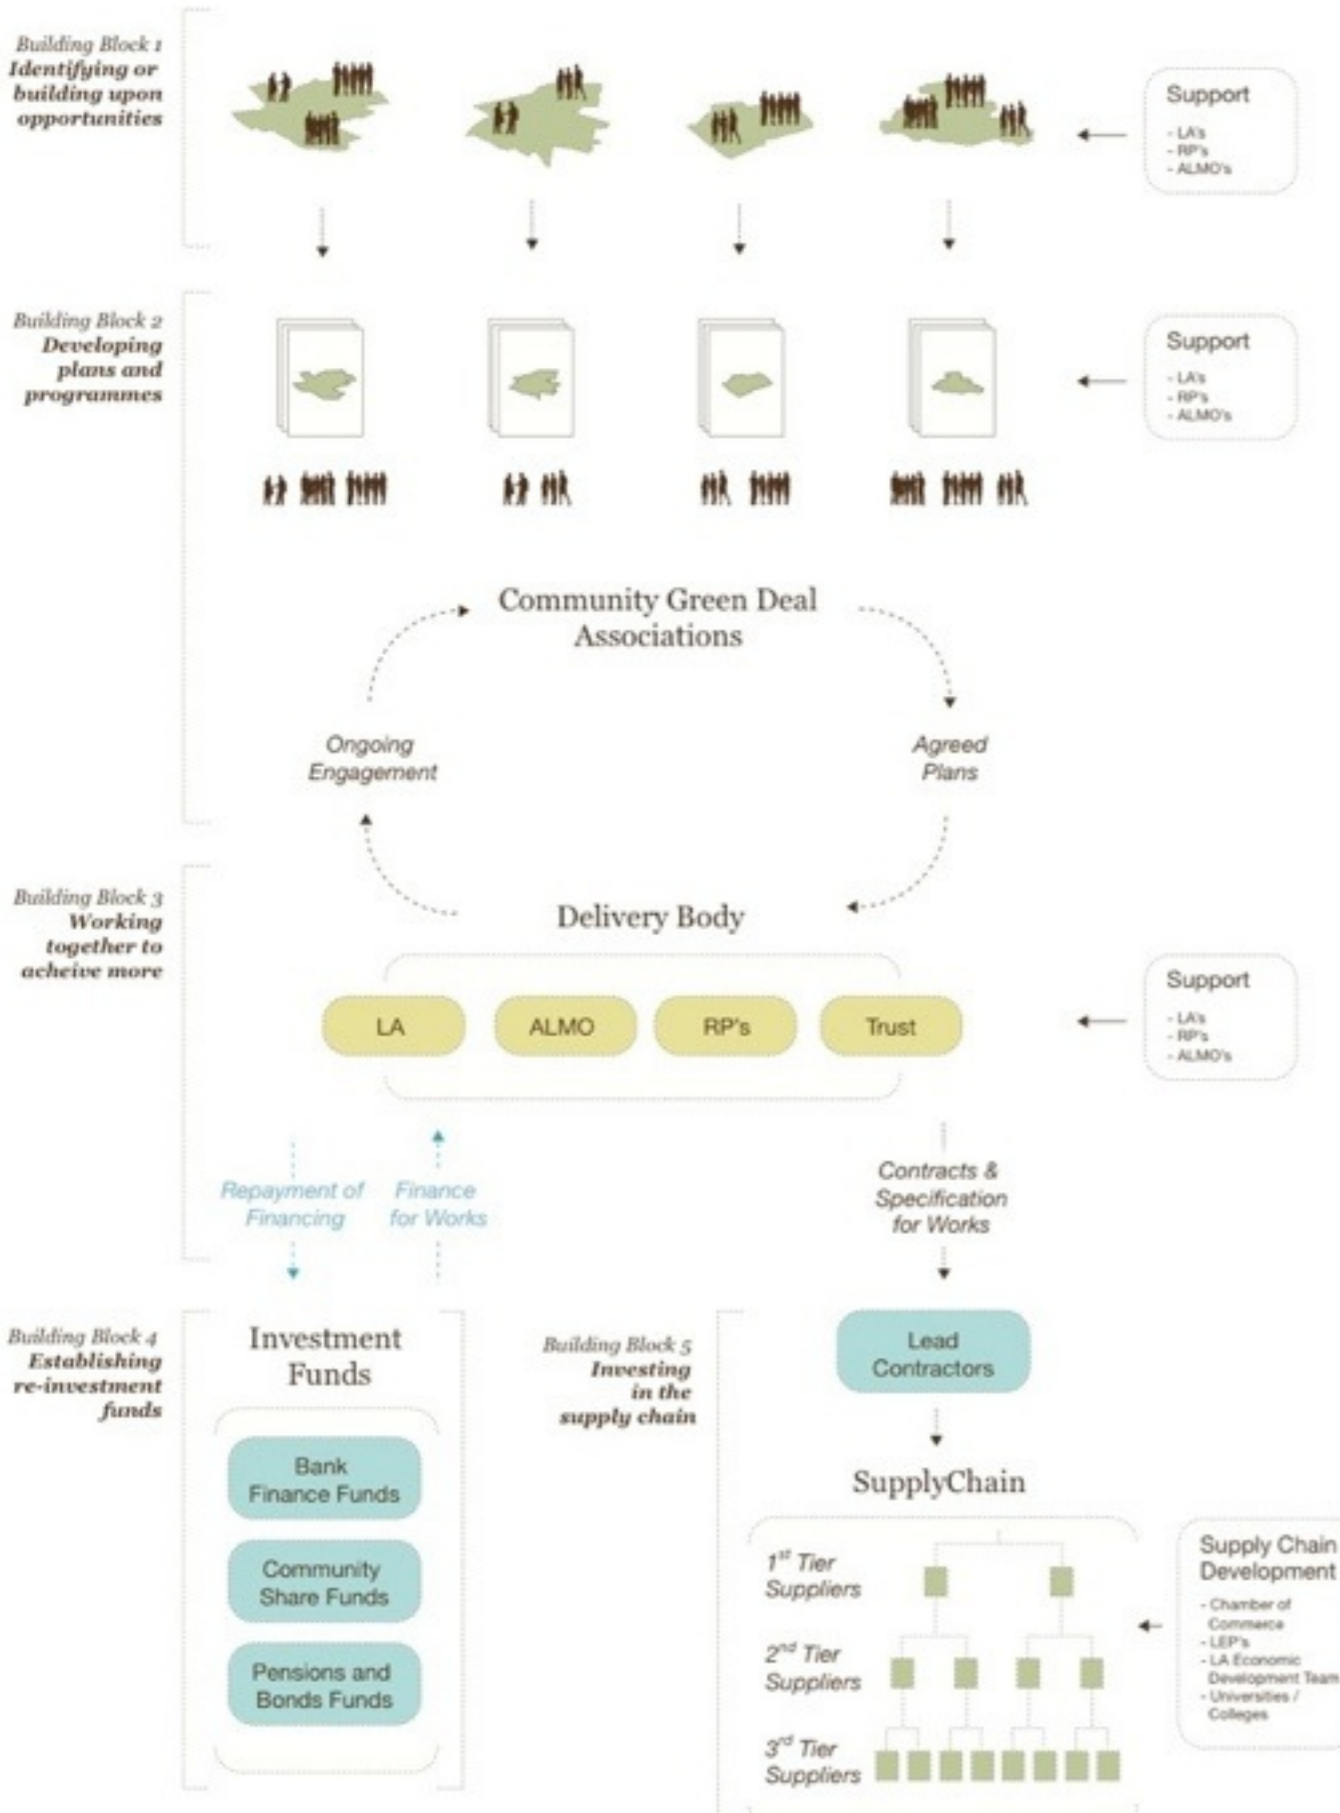 Building Block 1
Identifying or
building upon
opportunities
Support
- LA's
- RP's
- ALMO's
Building Block 2
Developing
plans and
programmes
Support
- LA's
- RP's
- ALMO's
Community Green Deal
Associations
Ongoing
Engagement
Agreed
Plans
Building Block 3
Working
together to
acheive more
Delivery Body
LA
ALMO
RP's
Trust
Support
- LA's
- RP's
- ALMO's
Repayment of
Financing
Finance
for Works
Contracts &
Specification
for Works
Building Block 4
Establishing
re-investment
funds
Investment
Funds
Bank
Finance Funds
Community
Share Funds
Pensions and
Bonds Funds
Building Block 5
Investing
in the
supply chain
Lead
Contractors
SupplyChain
1st Tier
Suppliers
2nd Tier
Suppliers
3rd Tier
Suppliers
Supply Chain
Development
- Chamber of
Commerce
- LEP's
- LA Economic
Development Team
- Universities /
Colleges